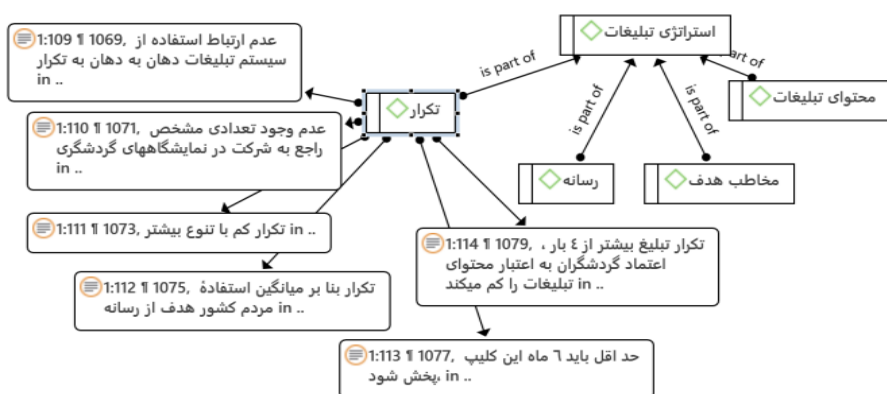 استراتژی تبلیغات
is part of
is part of
is part of
art of
محتوای تبلیغات
رسانه
مخاطب هدف
تکرار
1:109 ¶ 1069, عدم ارتباط استفاده از
سیستم تبلیغات دهان به دهان به تکرار
in ..
1:110 ¶ 1071, عدم وجود تعدادی مشخص
راجع به شرکت در نمایشگاههای گردشگری
in ..
1:111 ¶ 1073, تکرار کم با تنوع بیشتر in ..
1:112 ¶ 1075, تکرار بنا بر میانگین استفادهٔ
مردم کشور هدف از رسانه in ..
1:114 ¶ 1079, تکرار تبلیغ بیشتر از ٤ بار ،
اعتماد گردشگران به اعتبار محتوای
تبلیغات را کم میکند in ..
1:113 ¶ 1077, حد اقل باید ٦ ماه این کلیپ
پخش شود, in ..